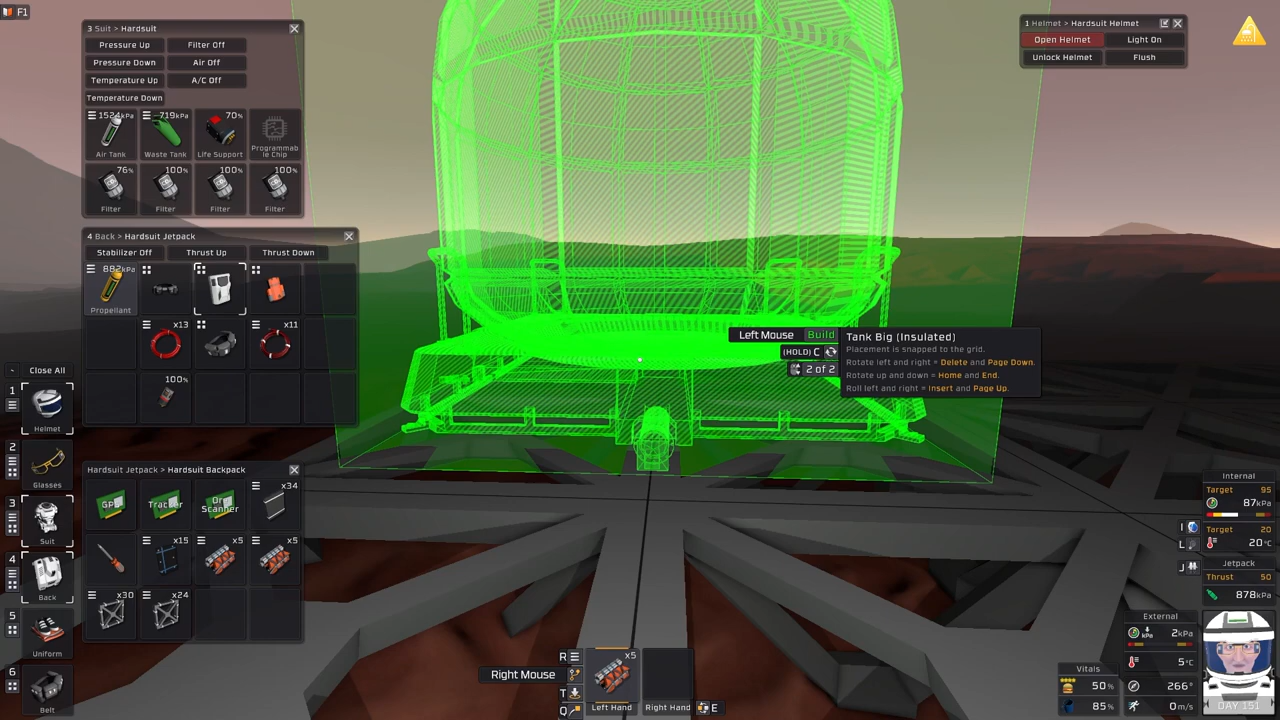 F1
3 Suit > Hardsuit
Pressure Up
Filter Off
Pressure Down
Air Off
Temperature Up
A/C Off
Temperature Down
1524kPa
719kPa
70%
Air Tank
Waste Tank
Life Support
Programmab
le Chip
76%
100%
100%
100%
Filter
Filter
Filter
Filter
4 Back > Hardsuit Jetpack
Stabilizer Off
Thrust Up
Thrust Down
882kPa
Propellant
x13
x11
100%
~
Close All
1
Helmet
2
Glasses
3
Suit
4
Back
5
Uniform
6
Belt
Hardsuit Jetpack > Hardsuit Backpack
GPS
Tracker
Ore
Scanner
x34
x15
x5
x5
x30
x24
1 Helmet > Hardsuit Helmet
Open Helmet
Light On
Unlock Helmet
Flush
Left Mouse
Build
(HOLD) C
2 of 2
Tank Big (Insulated)
Placement is snapped to the grid.
Rotate left and right = Delete and Page Down.
Rotate up and down = Home and End.
Roll left and right = Insert and Page Up.
Right Mouse
R
T
Q
x5
Left Hand
Right Hand
E
Internal
Target 95
87kPa
Target 20
20°C
I
L
J
Jetpack
Thrust 50
878kPa
External
kPa
2kPa
5°C
266°
0m/s
Vitals
50%
85%
DAY 151